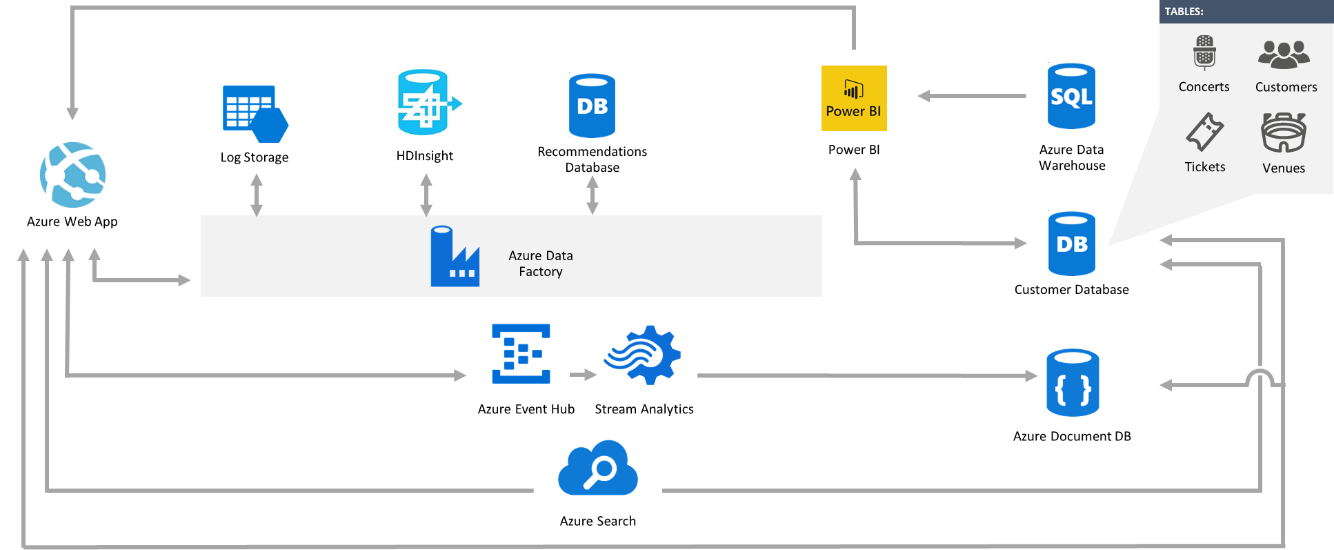 TABLES:
Concerts
Customers
Tickets
Venues
Log Storage
HDInsight
DB
Recommendations
Database
Power BI
Power BI
SQL
Azure Data
Warehouse
Azure Web App
Azure Data
Factory
DB
Customer Database
Azure Event Hub
Stream Analytics
{ }
Azure Document DB
Azure Search